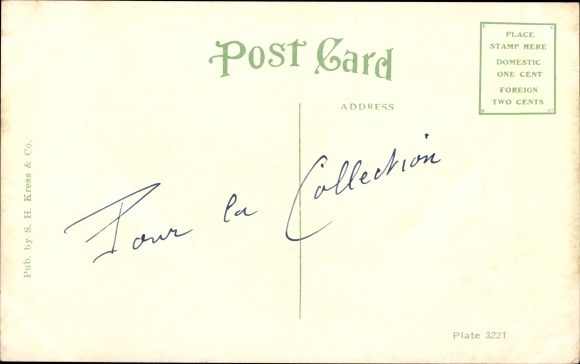 Post Card
PLACE
STAMP HERE
DOMESTIC
ONE CENT
FOREIGN
TWO CENTS
ADDRESS
Pour la Collection
Pub. by S. H. Kress & Co.
Plate 3221